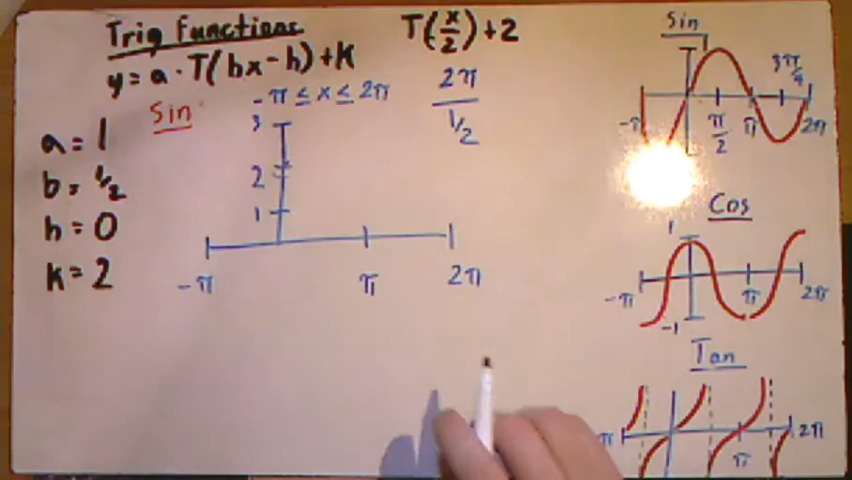 Trig Functions
y = a · T(bx-h)+k
T(x/2)+2
Sin
-π ≤ x ≤ 2π
2π
1/2
a = 1
b = 1/2
h = 0
k = 2
3
2
1
-π π 2π
Sin
1
3π/4
-π π/2 π 2π
Cos
1
-π π 2π
-1
Tan
π π 2π